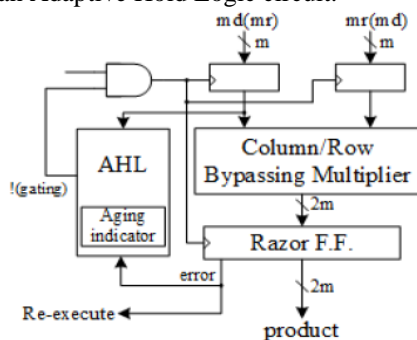 an Adaptive Hold Logic circuit.
md(mr) mr(md)
m m
AHL
Column/Row
Bypassing Multiplier
!(gating)
Aging
indicator
2m
Razor F.F.
error
2m
Re-execute
product